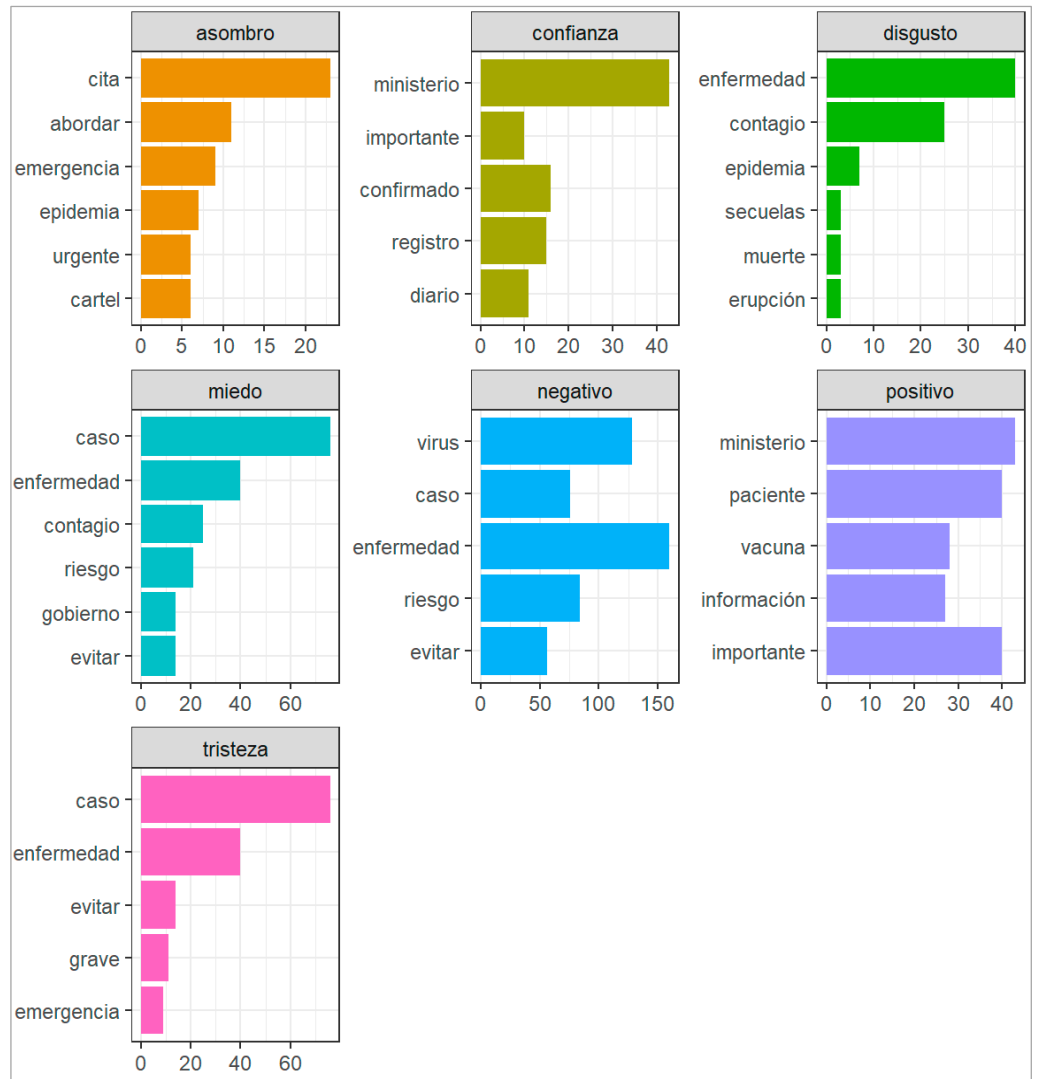 asombro
cita
abordar
emergencia
epidemia
urgente
cartel
0 5 10 15 20
confianza
ministerio
importante
confirmado
registro
diario
0 10 20 30 40
disgusto
enfermedad
contagio
epidemia
secuelas
muerte
erupción
0 10 20 30 40
miedo
caso
enfermedad
contagio
riesgo
gobierno
evitar
0 20 40 60
negativo
virus
caso
enfermedad
riesgo
evitar
0 50 100 150
positivo
ministerio
paciente
vacuna
información
importante
0 10 20 30 40
tristeza
caso
enfermedad
evitar
grave
emergencia
0 20 40 60